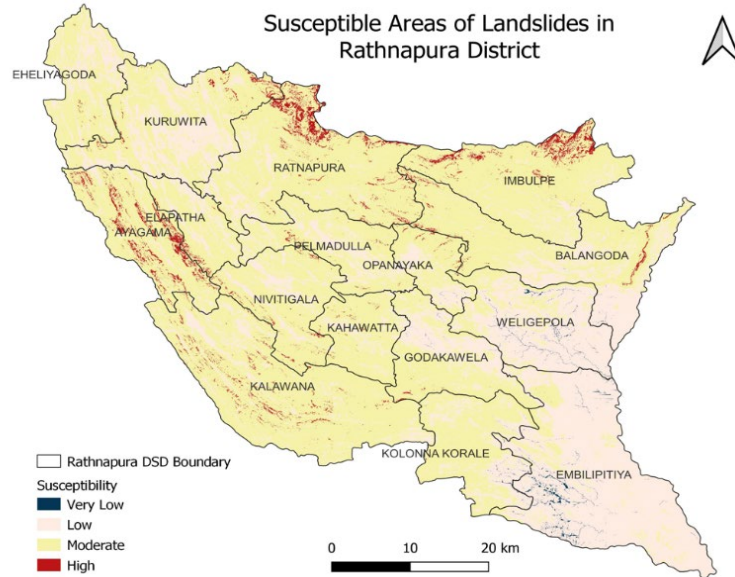 Susceptible Areas of Landslides in
Rathnapura District
EHELIYAGODA
KURUWITA
RATNAPURA
IMBULPE
ELAPATHA
AYAGAMA
PELMADULLA
OPANAYAKA
BALANGODA
NIVITIGALA
WELIGEPOLA
KAHAWATTA
GODAKAWELA
KALAWANA
KOLONNA KORALE
EMBILIPITIYA
Rathnapura DSD Boundary
Susceptibility
Very Low
Low
Moderate
High
0 10 20 km